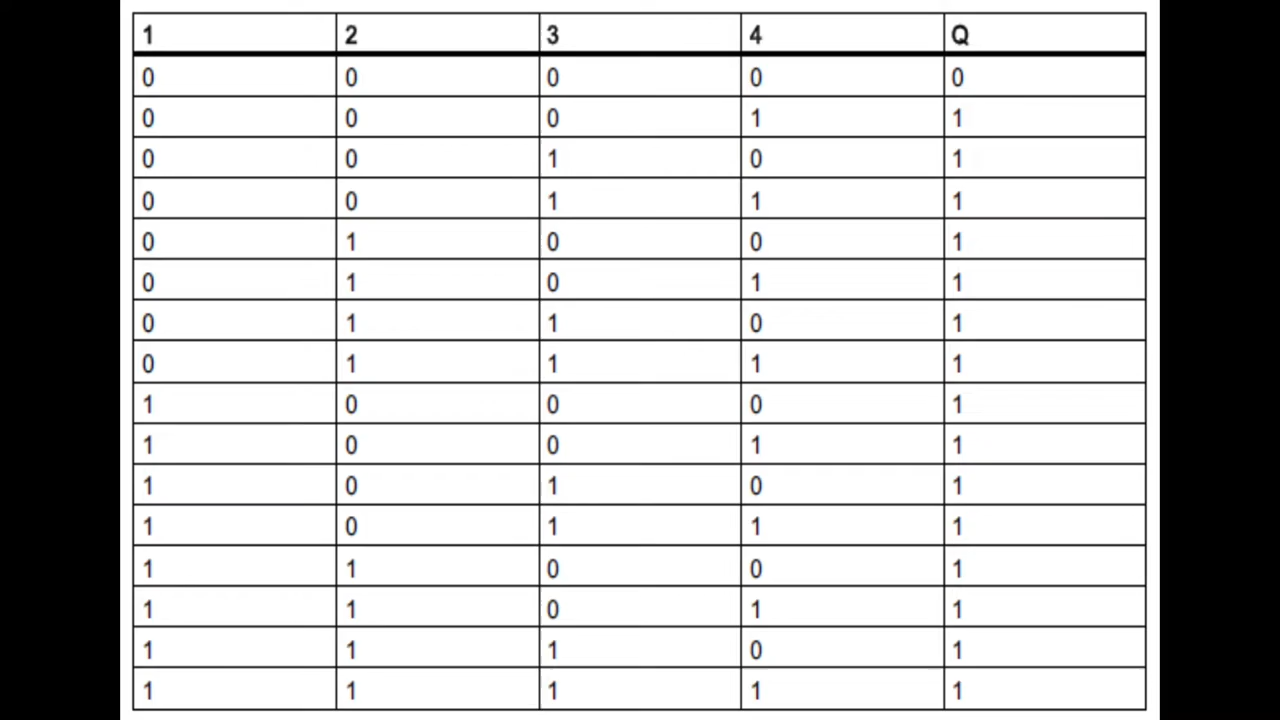 1 2 3 4 Q
0 0 0 0 0
0 0 0 1 1
0 0 1 0 1
0 0 1 1 1
0 1 0 0 1
0 1 0 1 1
0 1 1 0 1
0 1 1 1 1
1 0 0 0 1
1 0 0 1 1
1 0 1 0 1
1 0 1 1 1
1 1 0 0 1
1 1 0 1 1
1 1 1 0 1
1 1 1 1 1